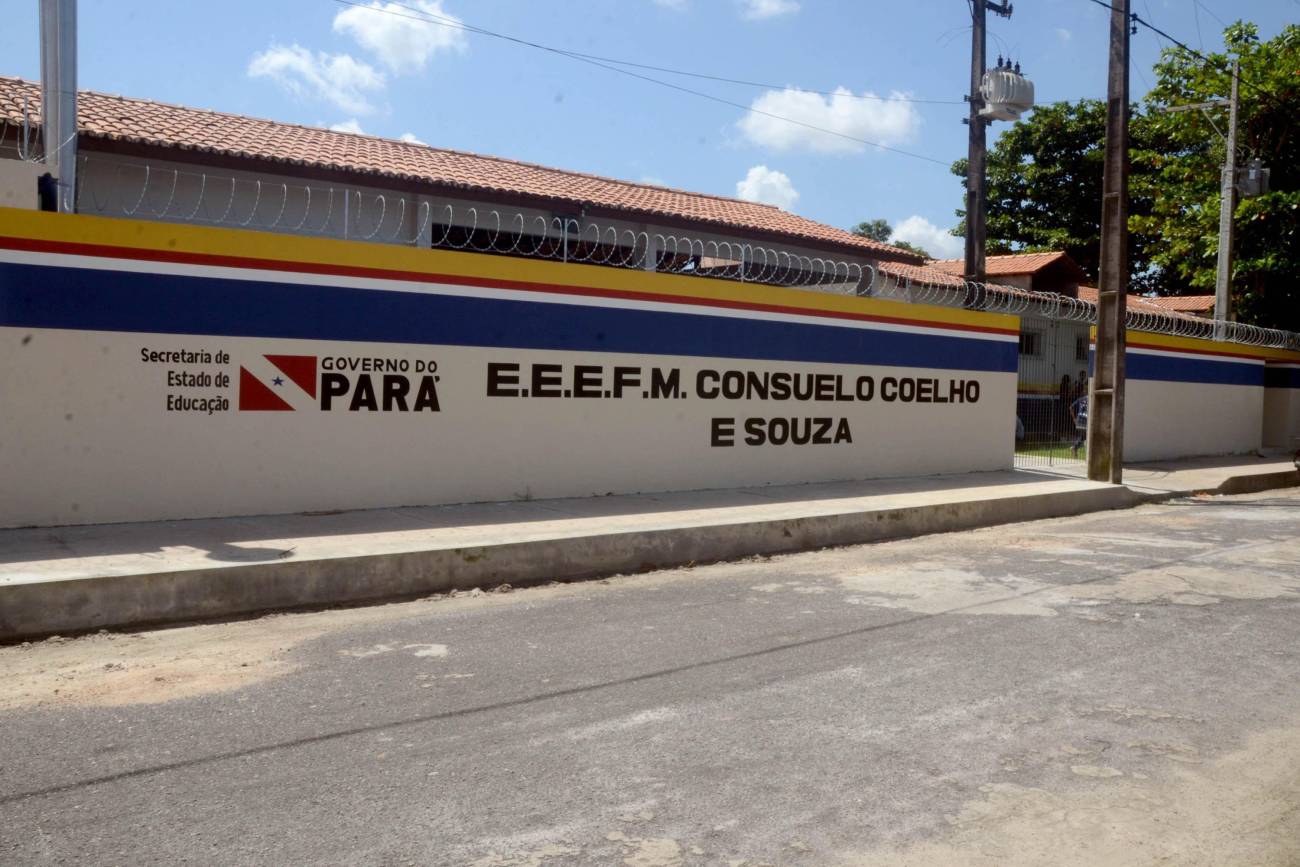 Secretaria de
Estado de
Educação
GOVERNO DO
PARÁ
E.E.E.F.M. CONSUELO COELHO
E SOUZA